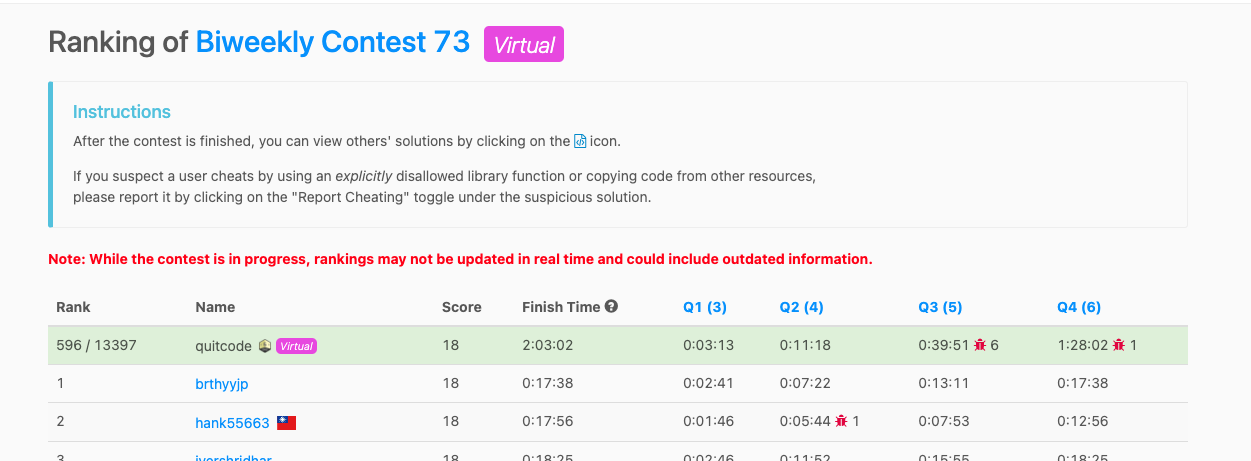 Ranking of Biweekly Contest 73 Virtual
Instructions
After the contest is finished, you can view others' solutions by clicking on the icon.
If you suspect a user cheats by using an explicitly disallowed library function or copying code from other resources,
please report it by clicking on the "Report Cheating" toggle under the suspicious solution.
Note: While the contest is in progress, rankings may not be updated in real time and could include outdated information.
Rank Name Score Finish Time Q1 (3) Q2 (4) Q3 (5) Q4 (6)
596 / 13397 quitcode Virtual 18 2:03:02 0:03:13 0:11:18 0:39:51 6 1:28:02 1
1 brthyyjp 18 0:17:38 0:02:41 0:07:22 0:13:11 0:17:38
2 hank55663 18 0:17:56 0:01:46 0:05:44 1 0:07:53 0:12:56
3 18 0:18:25 0:02:46 0:11:52 0:15:55 0:18:25